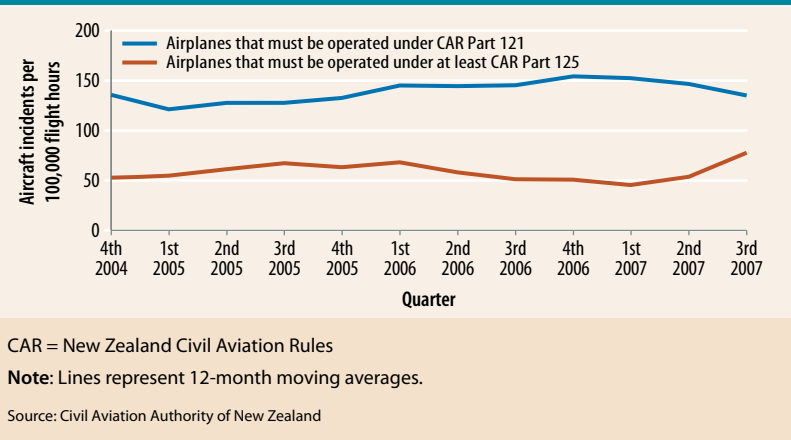 200
150
100
50
0
Aircraft incidents per
100,000 flight hours
Airplanes that must be operated under CAR Part 121
Airplanes that must be operated under at least CAR Part 125
4th 1st 2nd 3rd 4th 1st 2nd 3rd 4th 1st 2nd 3rd
2004 2005 2005 2005 2005 2006 2006 2006 2006 2007 2007 2007
Quarter
CAR = New Zealand Civil Aviation Rules
Note: Lines represent 12-month moving averages.
Source: Civil Aviation Authority of New Zealand